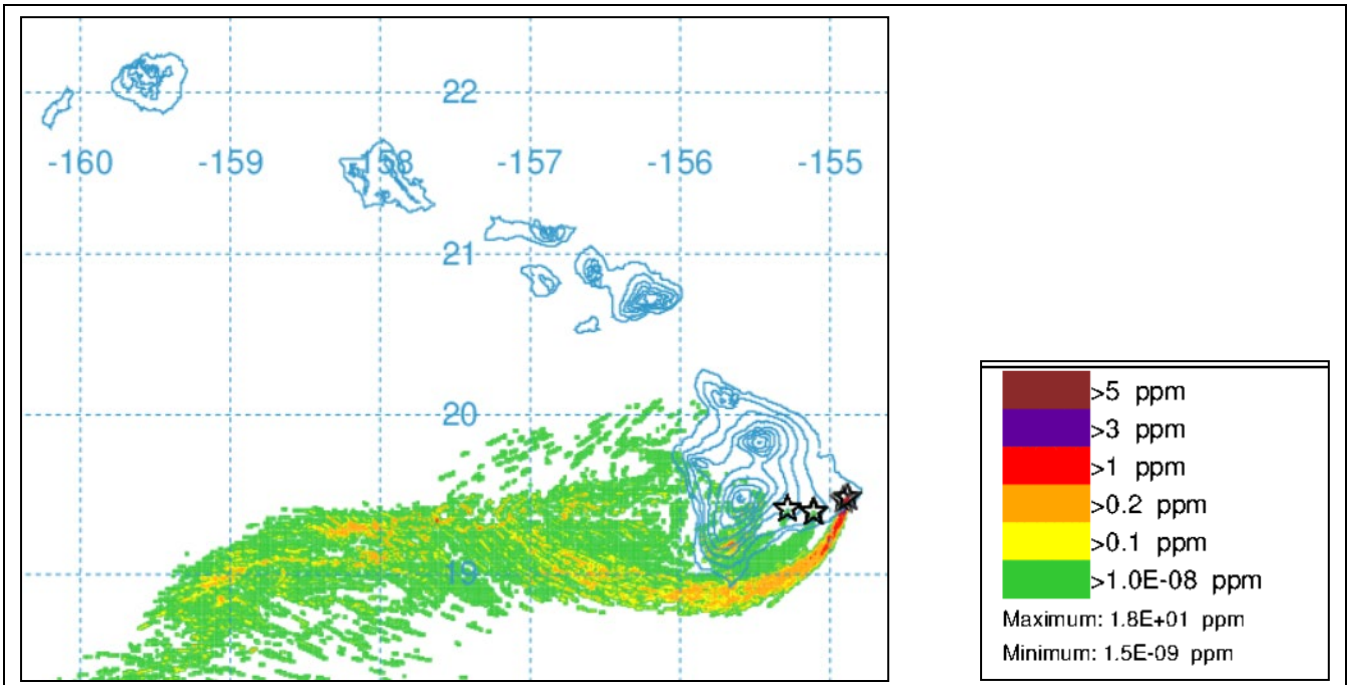 22
-160 -159 -158 -157 -156 -155
21
20
19
>5 ppm
>3 ppm
>1 ppm
>0.2 ppm
>0.1 ppm
>1.0E-08 ppm
Maximum: 1.8E+01 ppm
Minimum: 1.5E-09 ppm